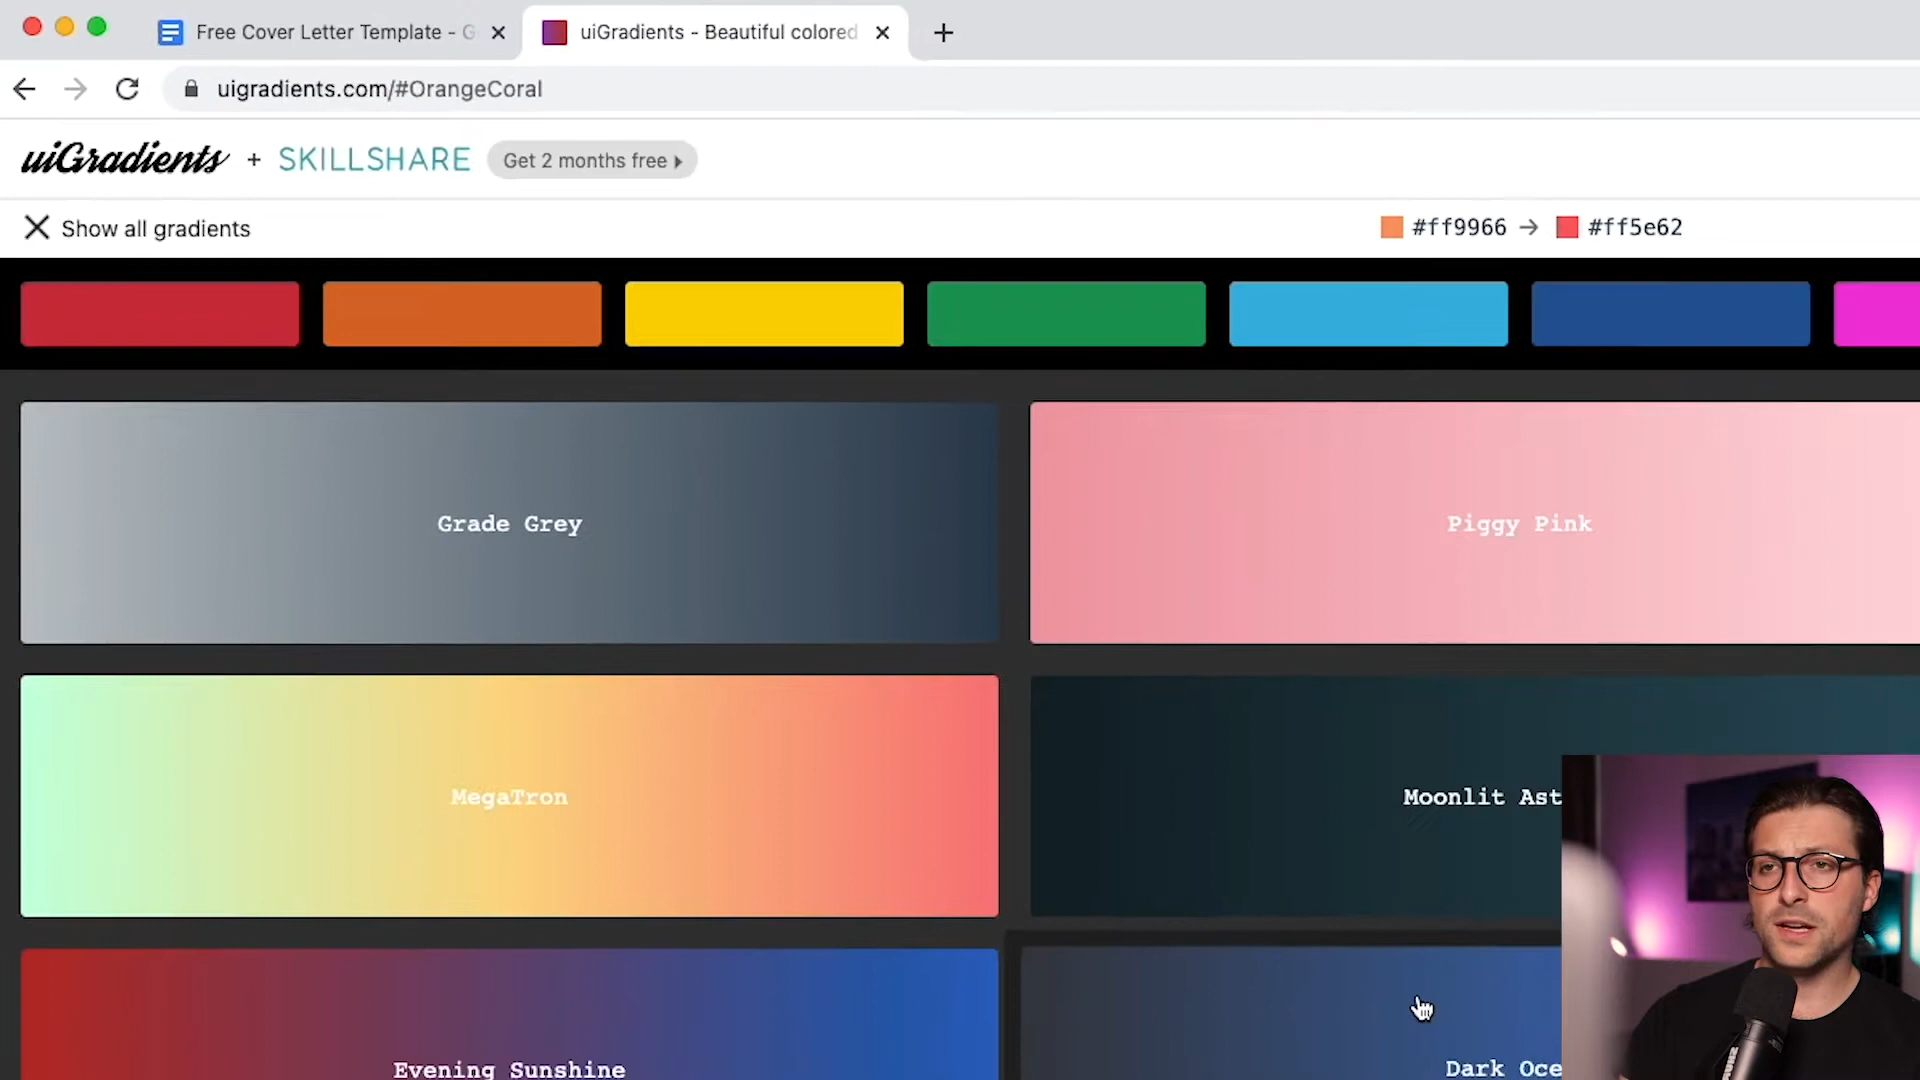 Free Cover Letter Template - G
uiGradients - Beautiful colored
uigradients.com/#OrangeCoral
uiGradients + SKILLSHARE Get 2 months free
Show all gradients
#ff9966 → #ff5e62
Grade Grey
Piggy Pink
MegaTron
Moonlit Ast
Evening Sunshine
Dark Oce